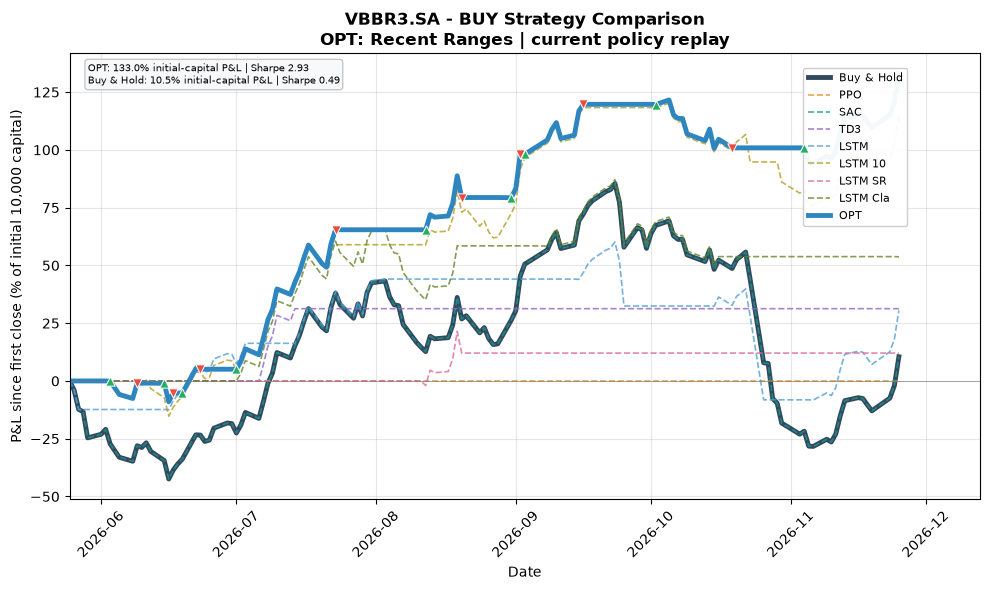 VBBR3.SA - BUY Strategy Comparison
OPT: Recent Ranges | current policy replay
OPT: 133.0% initial-capital P&L | Sharpe 2.93
Buy & Hold: 10.5% initial-capital P&L | Sharpe 0.49
Buy & Hold
PPO
SAC
TD3
LSTM
LSTM 10
LSTM SR
LSTM Cla
OPT
P&L since first close (% of initial 10,000 capital)
125
100
75
50
25
0
−25
−50
2026-06
2026-07
2026-08
2026-09
2026-10
2026-11
2026-12
Date